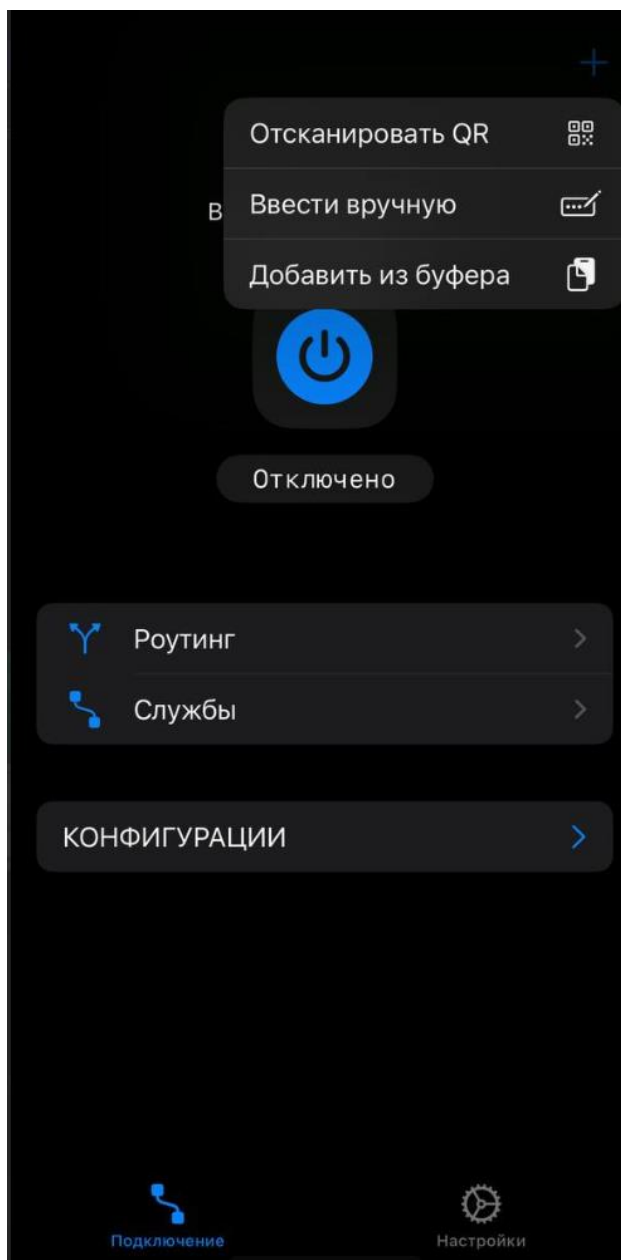 Отсканировать QR
В
Ввести вручную
Добавить из буфера
Отключено
Роутинг
Службы
КОНФИГУРАЦИИ
Подключение
Настройки